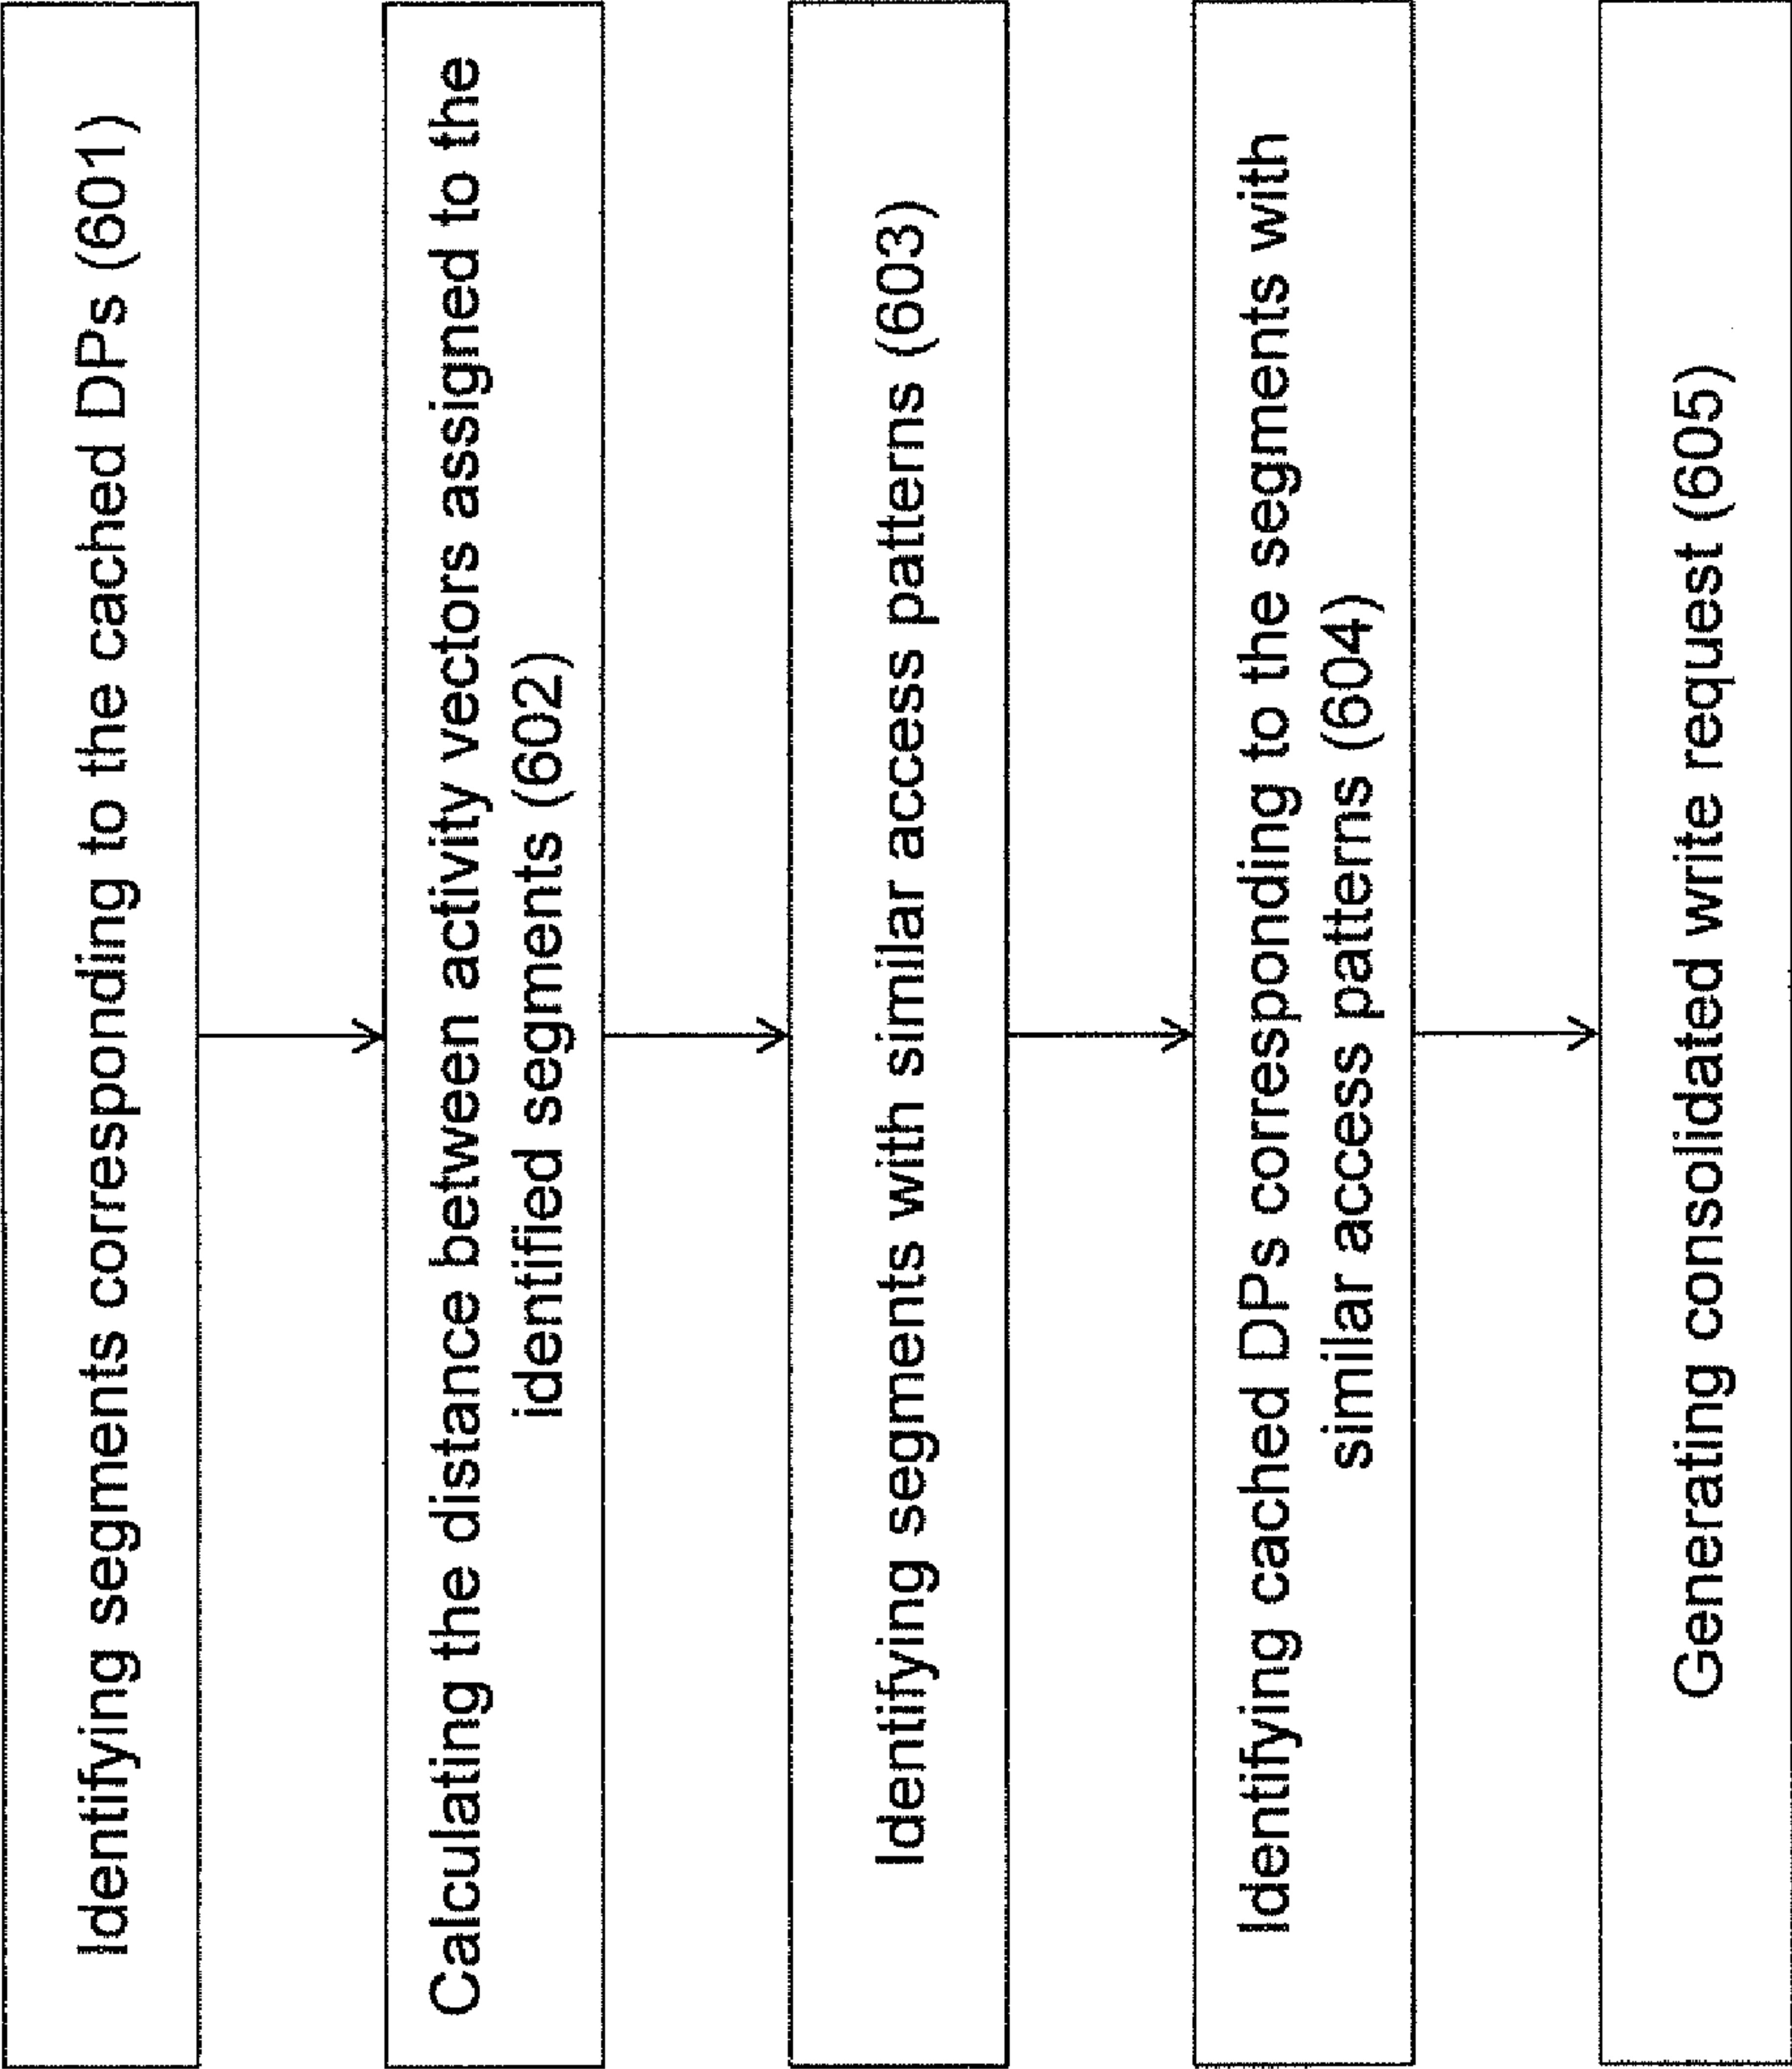 Identifying segments corresponding to the cached DPs (601)
Calculating the distance between activity vectors assigned to the
identified segments (602)
Identifying segments with similar access patterns (603)
Identifying cached DPs corresponding to the segments with
similar access patterns (604)
Generating consolidated write request (605)